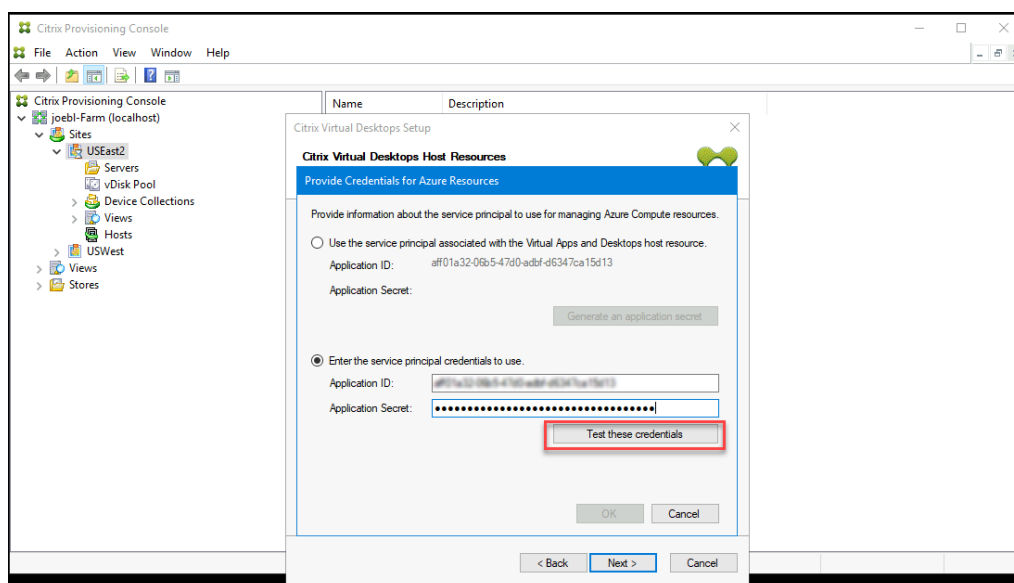 Citrix Provisioning Console
File Action View Window Help
Citrix Provisioning Console
joebl-Farm (localhost)
Sites
USEast2
Servers
vDisk Pool
Device Collections
Views
Hosts
USWest
Views
Stores
Name Description
Citrix Virtual Desktops Setup
Citrix Virtual Desktops Host Resources
Provide Credentials for Azure Resources
Provide information about the service principal to use for managing Azure Compute resources.
Use the service principal associated with the Virtual Apps and Desktops host resource.
Application ID: aff01a32-06b5-47d0-adbf-d6347ca15d13
Application Secret:
Generate an application secret
Enter the service principal credentials to use.
Application ID:
Application Secret:
Test these credentials
OK Cancel
< Back Next > Cancel